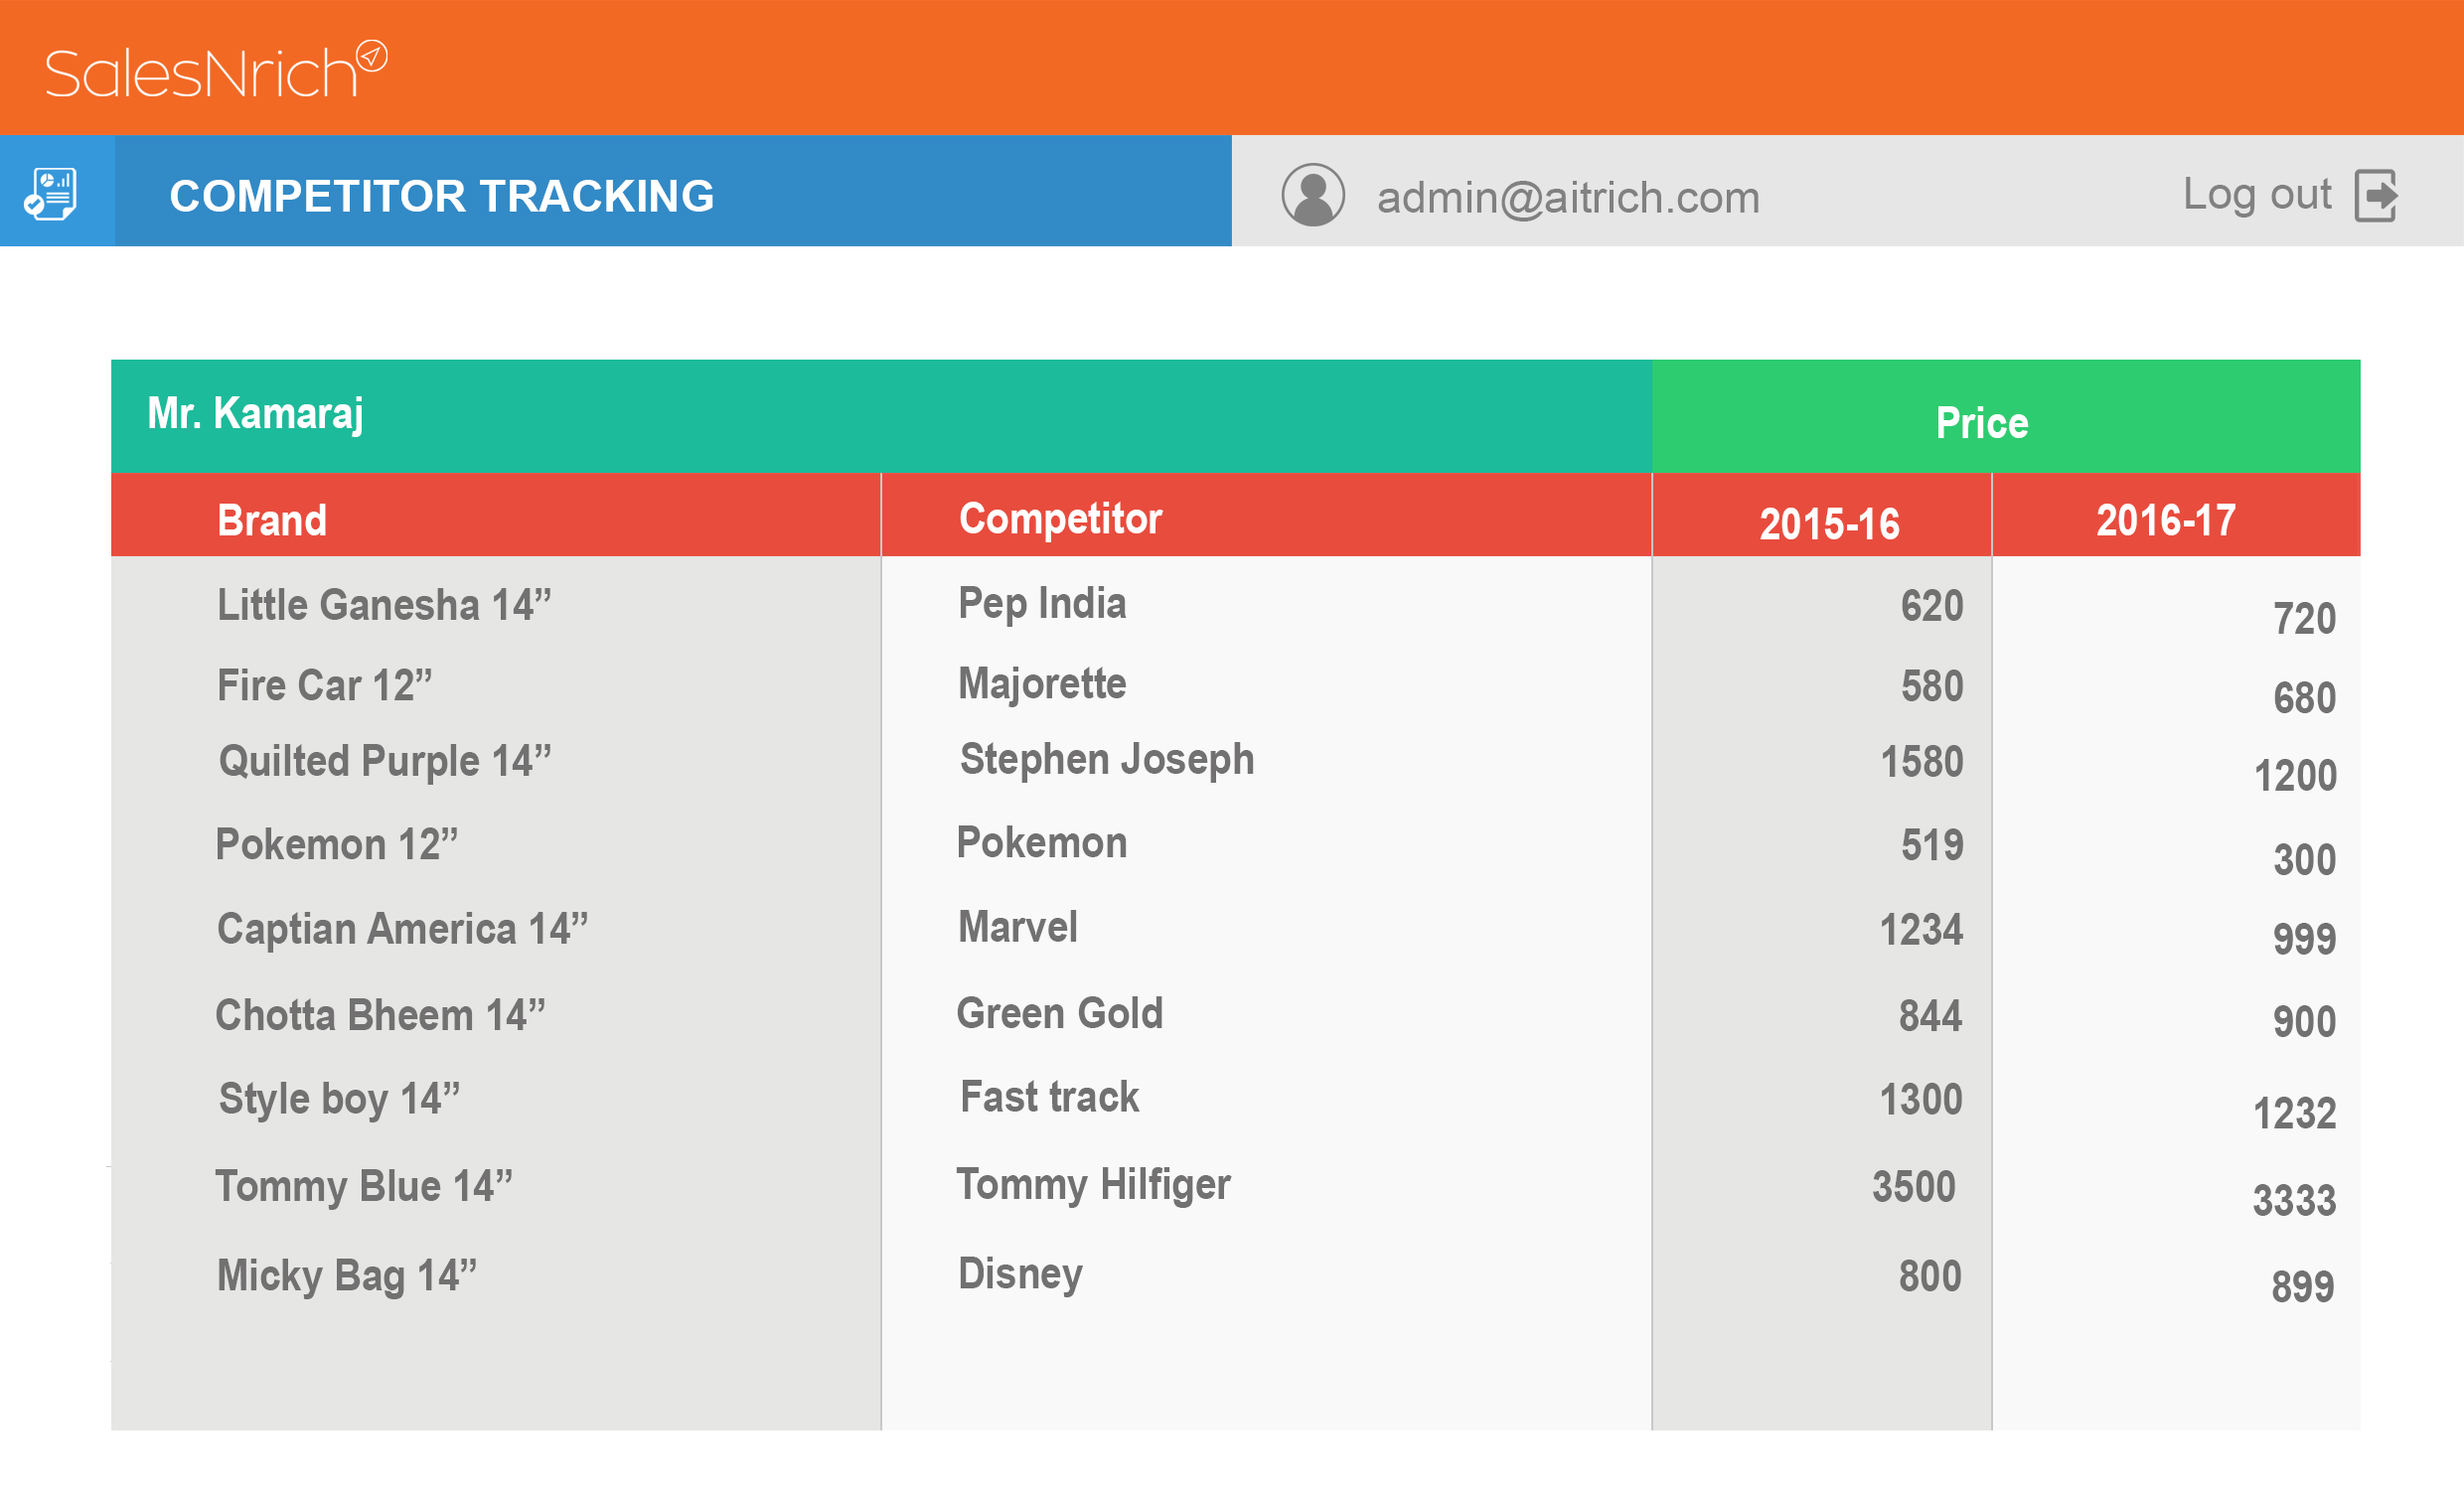 SalesNrich
COMPETITOR TRACKING admin@aitrich.com Log out
Mr. Kamaraj Price
Brand Competitor 2015-16 2016-17
Little Ganesha 14” Pep India 620 720
Fire Car 12” Majorette 580 680
Quilted Purple 14” Stephen Joseph 1580 1200
Pokemon 12” Pokemon 519 300
Captian America 14” Marvel 1234 999
Chotta Bheem 14” Green Gold 844 900
Style boy 14” Fast track 1300 1232
Tommy Blue 14” Tommy Hilfiger 3500 3333
Micky Bag 14” Disney 800 899